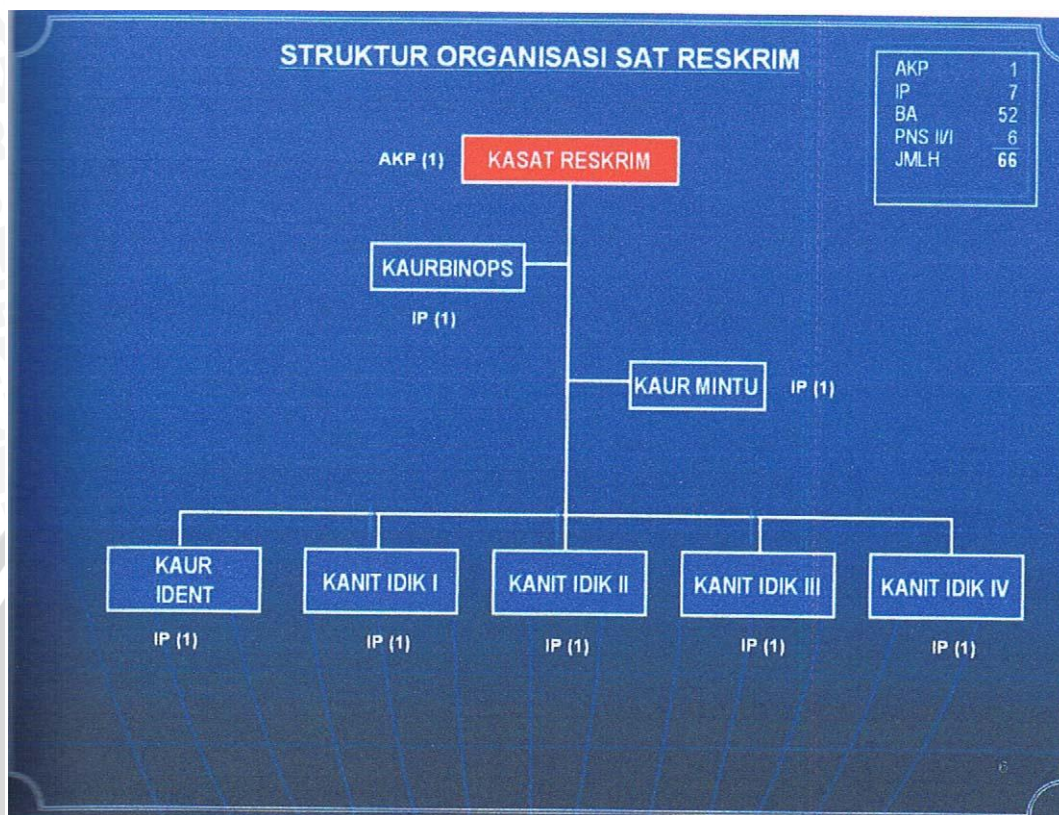 STRUKTUR ORGANISASI SAT RESKRIM
AKP 1
IP 7
BA 52
PNS II/I 6
JMLH 66
AKP (1) KASAT RESKRIM
KAURBINOPS
IP (1)
KAUR MINTU IP (1)
KAUR
IDENT
KANIT IDIK I
KANIT IDIK II
KANIT IDIK III
KANIT IDIK IV
IP (1)
IP (1)
IP (1)
IP (1)
IP (1)
6